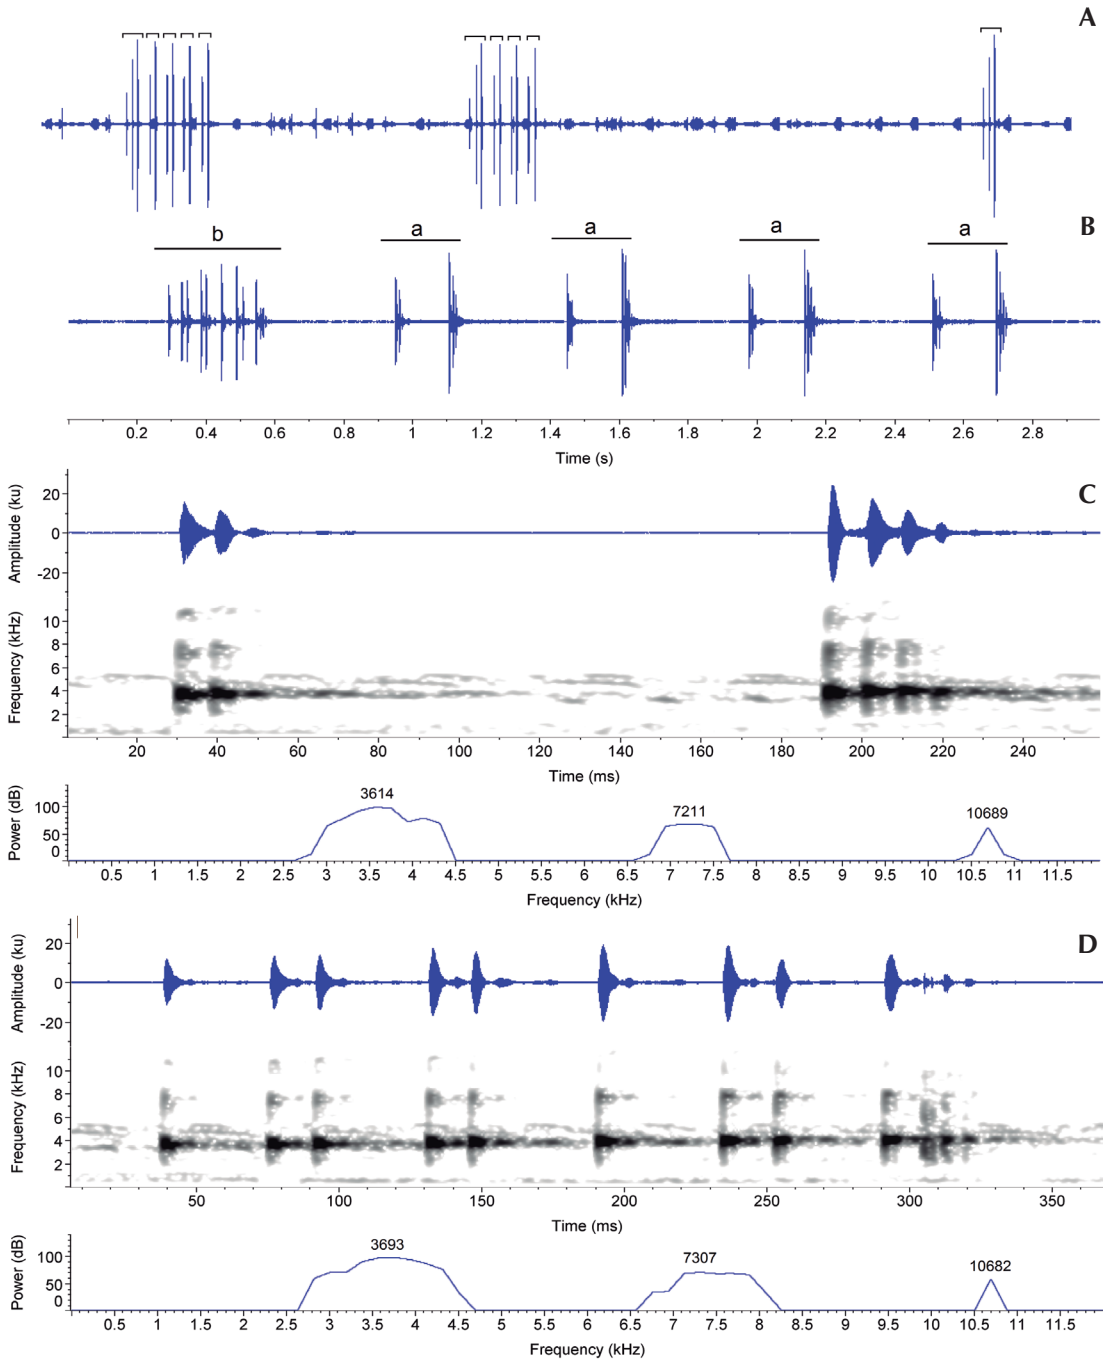 A
B
b
a
a
a
a
0.2 0.4 0.6 0.8 1 1.2 1.4 1.6 1.8 2 2.2 2.4 2.6 2.8
Time (s)
C
Amplitude (ku)
20
0
-20
Frequency (kHz)
10
8
6
4
2
20 40 60 80 100 120 140 160 180 200 220 240
Time (ms)
Power (dB)
100
50
0
3614
7211
10689
0.5 1 1.5 2 2.5 3 3.5 4 4.5 5 5.5 6 6.5 7 7.5 8 8.5 9 9.5 10 10.5 11 11.5
Frequency (kHz)
D
Amplitude (ku)
20
0
-20
Frequency (kHz)
10
8
6
4
2
50 100 150 200 250 300 350
Time (ms)
Power (dB)
100
50
0
3693
7307
10682
0.5 1 1.5 2 2.5 3 3.5 4 4.5 5 5.5 6 6.5 7 7.5 8 8.5 9 9.5 10 10.5 11 11.5
Frequency (kHz)